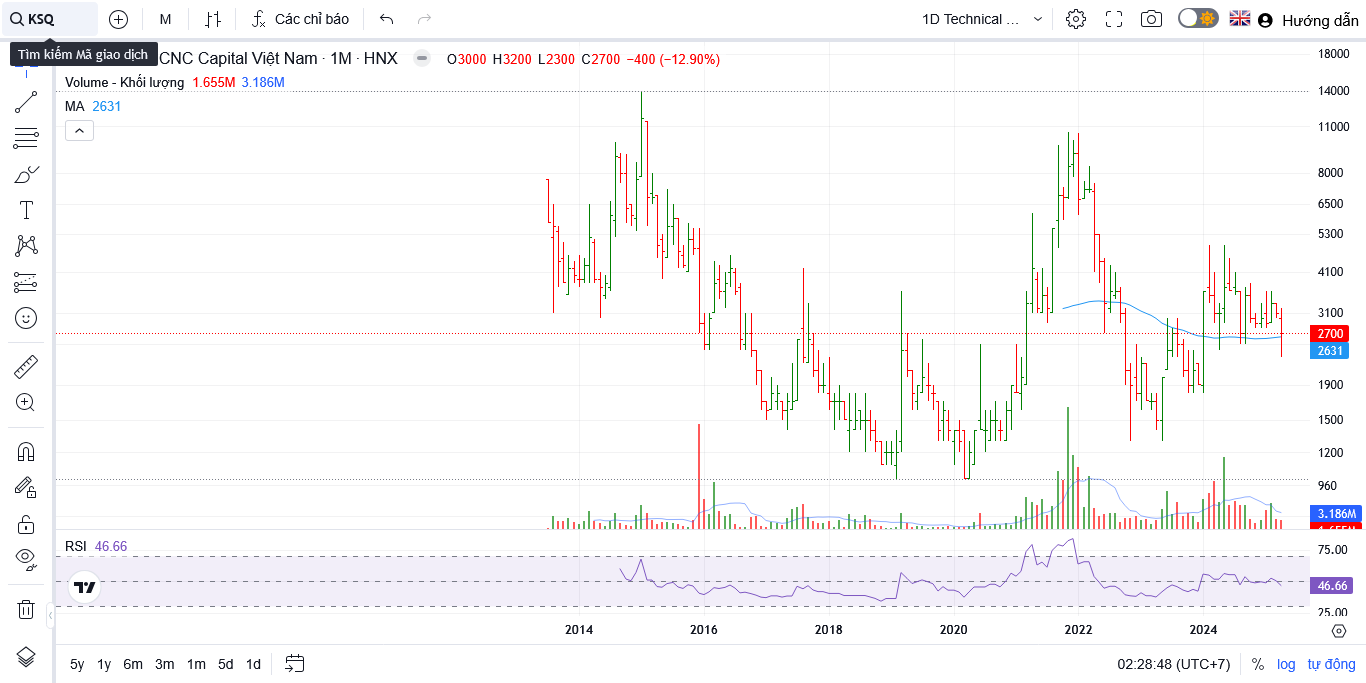 KSQ M Các chỉ báo 1D Technical ... Hướng dẫn
Tìm kiếm Mã giao dịch
CNC Capital Việt Nam · 1M · HNX O3000 H3200 L2300 C2700 −400 (−12.90%)
Volume - Khối lượng 1.655M 3.186M
MA 2631
18000
14000
11000
8000
6500
5300
4100
3100
2700
2631
1900
1500
1200
960
3.186M
1.655M
RSI 46.66
75.00
46.66
25.00
2014 2016 2018 2020 2022 2024
5y 1y 6m 3m 1m 5d 1d 02:28:48 (UTC+7) % log tự động